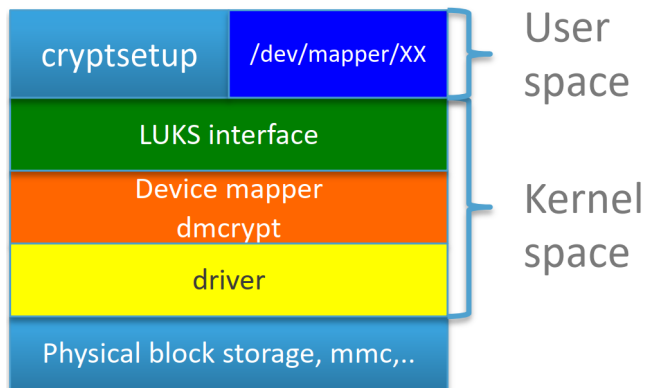 cryptsetup
/dev/mapper/XX
User
space
LUKS interface
Device mapper
dmcrypt
Kernel
space
driver
Physical block storage, mmc,..